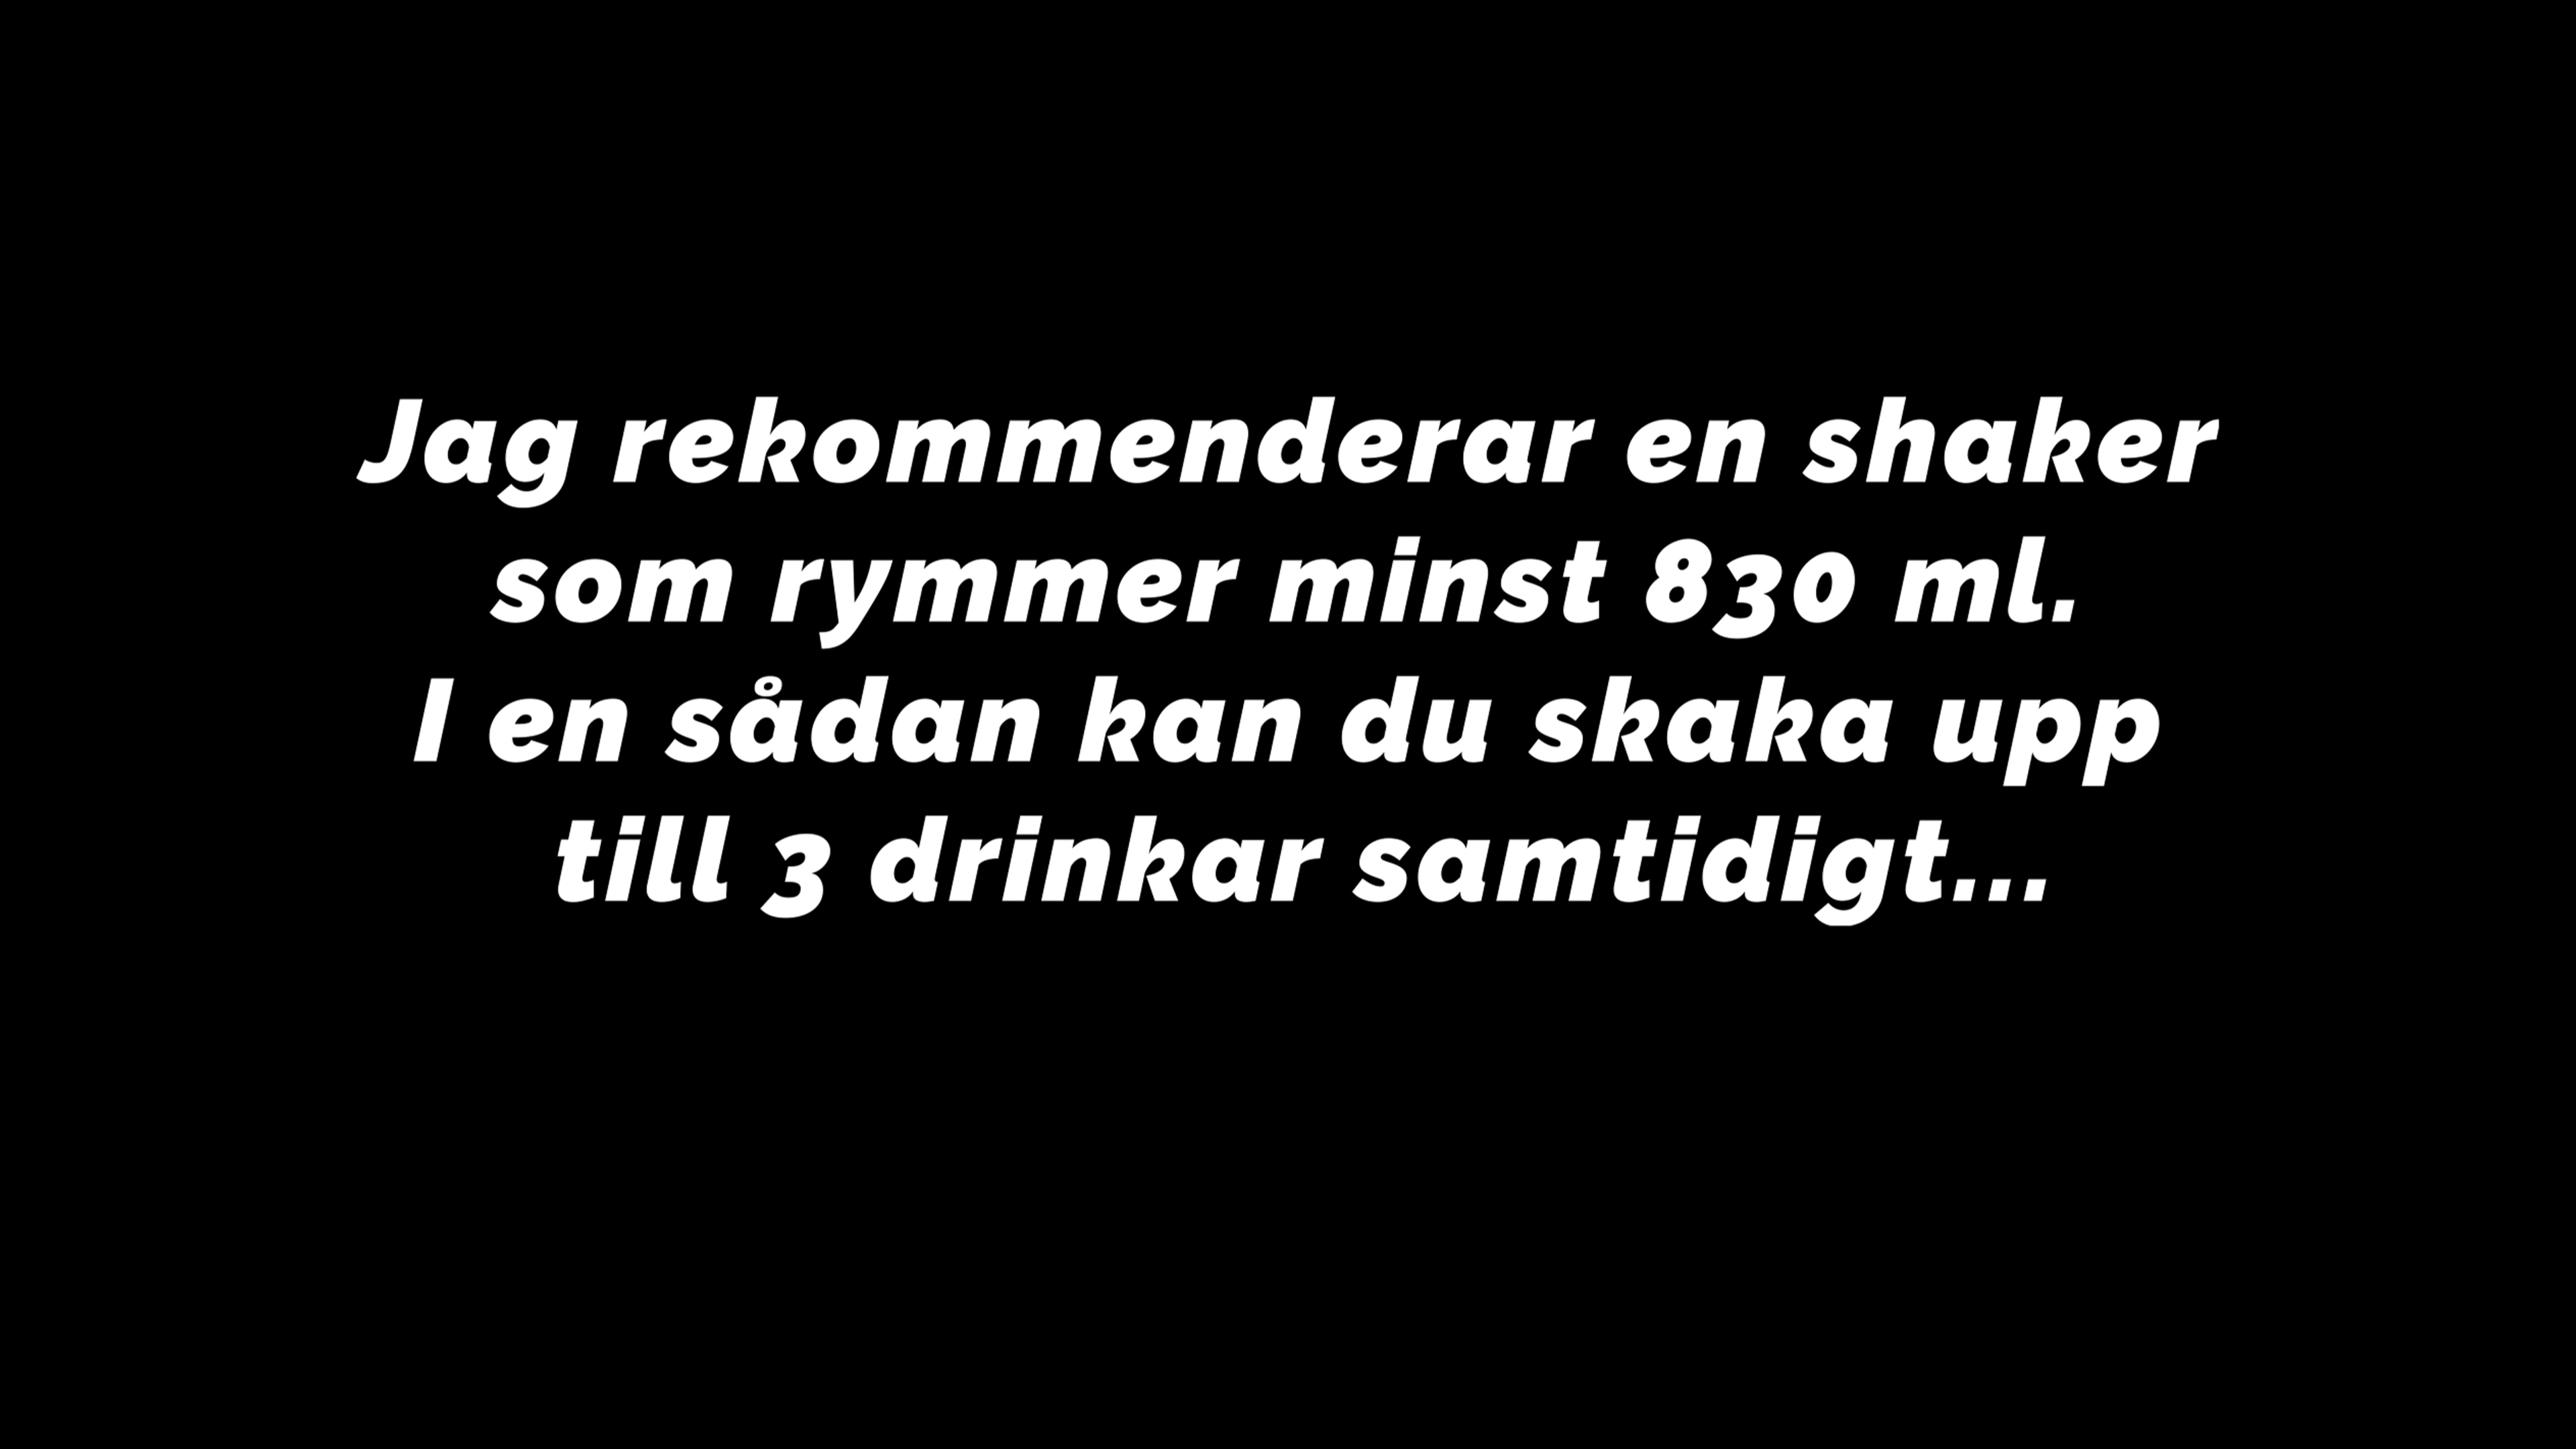 Jag rekommenderar en shaker
som rymmer minst 830 ml.
I en sådan kan du skaka upp
till 3 drinkar samtidigt...